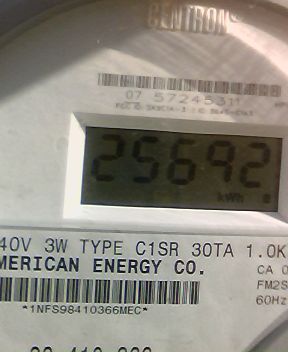 CENTRON
07 57245311
25692
kWh
40V 3W TYPE C1SR 30TA 1.0K
MERICAN ENERGY CO. CA 0
FM2S
*1NFS98410366MEC* 60Hz